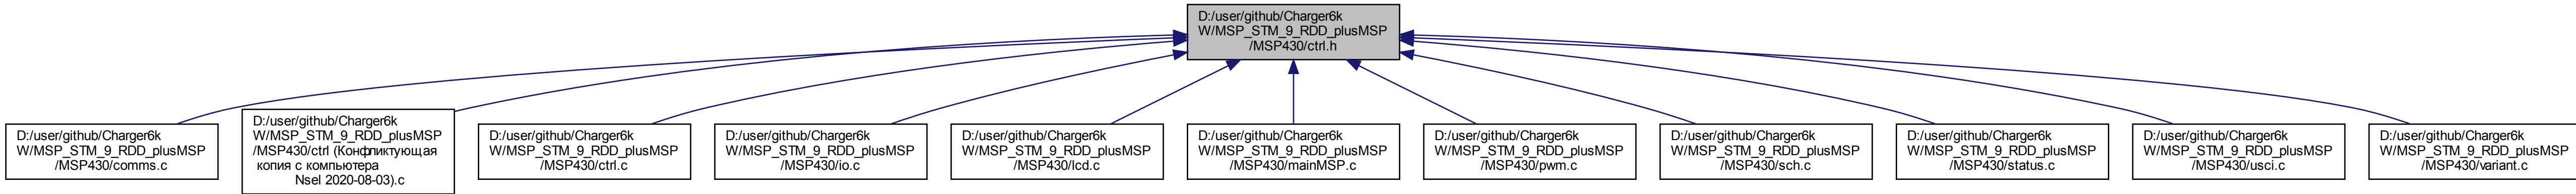 D:/user/github/Charger6k
W/MSP_STM_9_RDD_plusMSP
/MSP430/ctrl.h
D:/user/github/Charger6k
W/MSP_STM_9_RDD_plusMSP
/MSP430/comms.c
D:/user/github/Charger6k
W/MSP_STM_9_RDD_plusMSP
/MSP430/ctrl (Конфликтующая
копия с компьютера
Nsel 2020-08-03).c
D:/user/github/Charger6k
W/MSP_STM_9_RDD_plusMSP
/MSP430/ctrl.c
D:/user/github/Charger6k
W/MSP_STM_9_RDD_plusMSP
/MSP430/io.c
D:/user/github/Charger6k
W/MSP_STM_9_RDD_plusMSP
/MSP430/lcd.c
D:/user/github/Charger6k
W/MSP_STM_9_RDD_plusMSP
/MSP430/mainMSP.c
D:/user/github/Charger6k
W/MSP_STM_9_RDD_plusMSP
/MSP430/pwm.c
D:/user/github/Charger6k
W/MSP_STM_9_RDD_plusMSP
/MSP430/sch.c
D:/user/github/Charger6k
W/MSP_STM_9_RDD_plusMSP
/MSP430/status.c
D:/user/github/Charger6k
W/MSP_STM_9_RDD_plusMSP
/MSP430/usci.c
D:/user/github/Charger6k
W/MSP_STM_9_RDD_plusMSP
/MSP430/variant.c